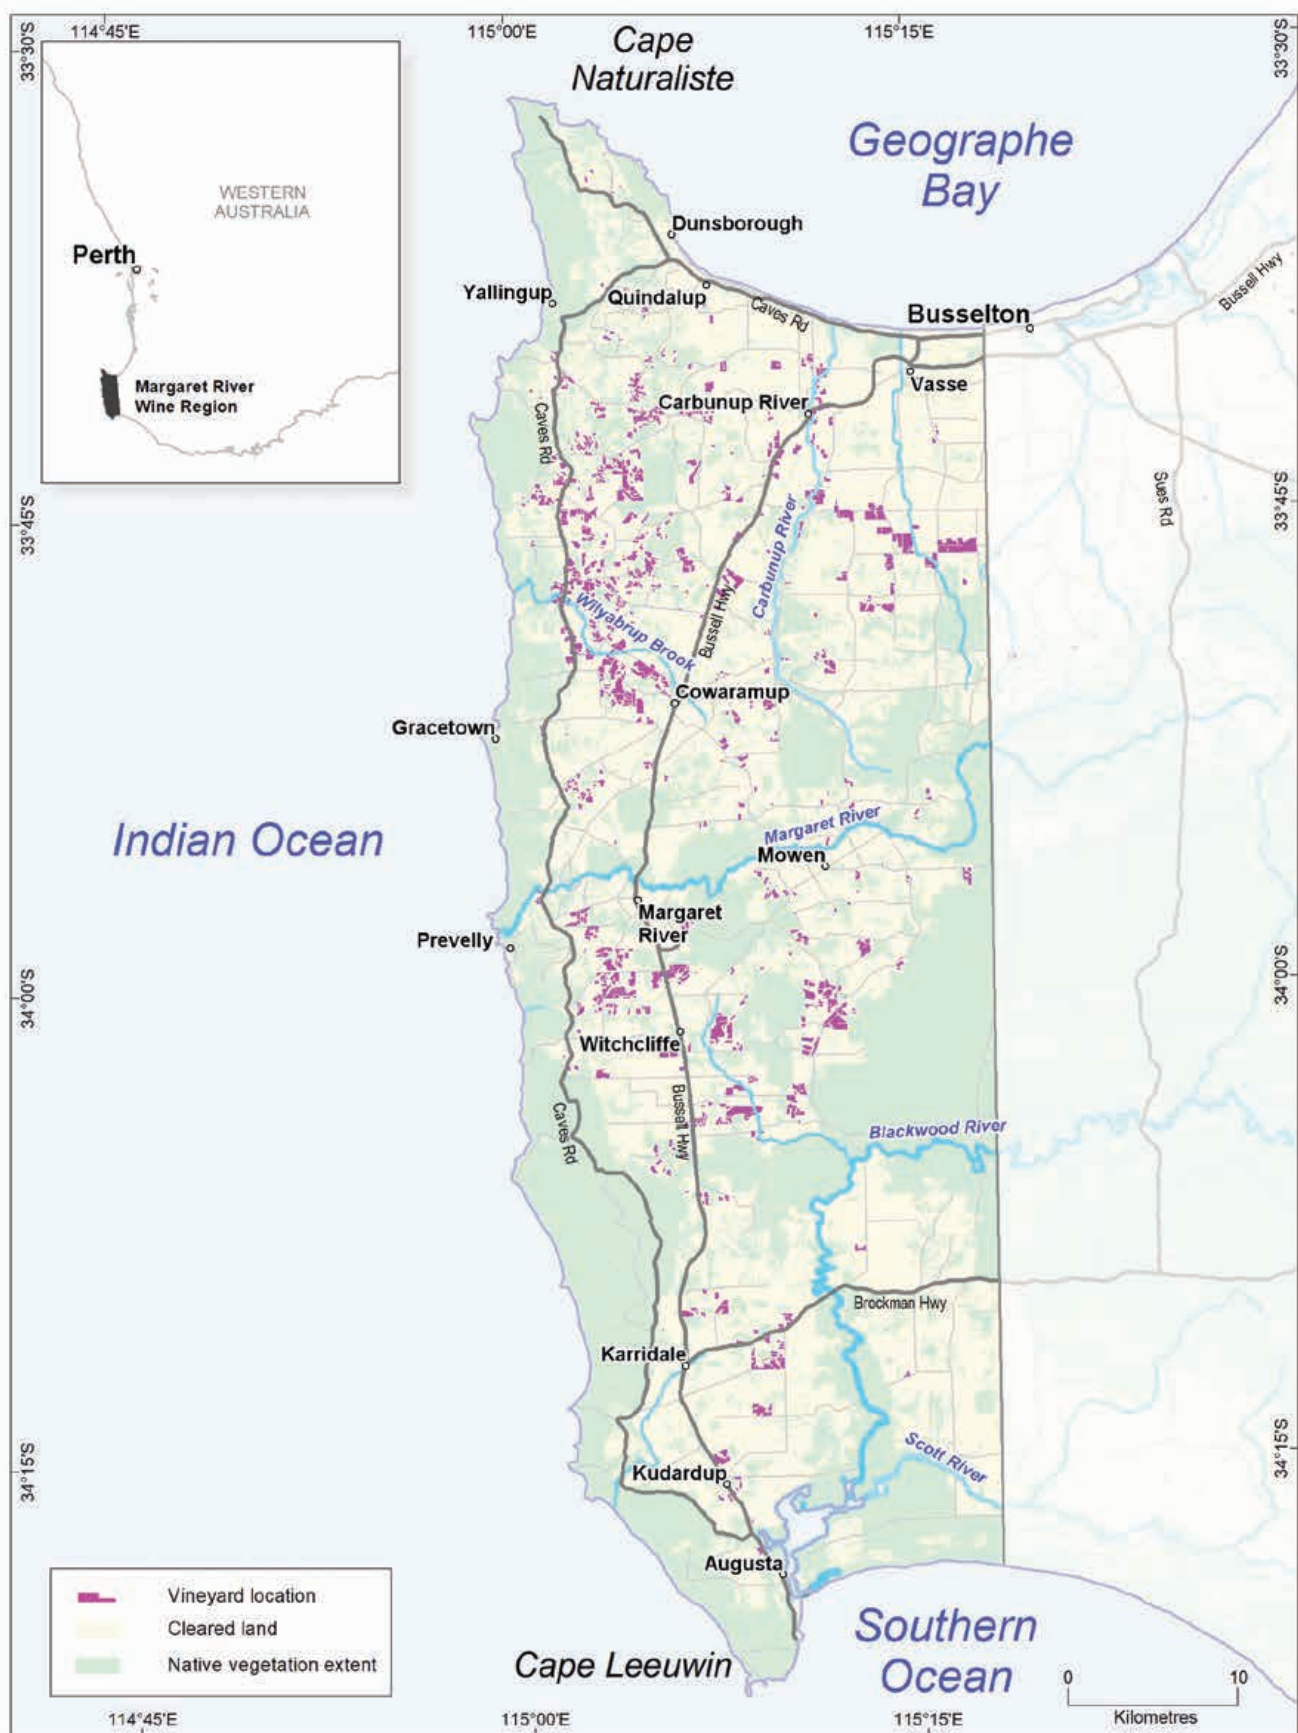 114°45'E
115°00'E
115°15'E
33°30'S
33°30'S
Cape
Naturaliste
Geographe
Bay
WESTERN
AUSTRALIA
Perth
Margaret River
Wine Region
Dunsborough
Yallingup
Quindalup
Caves Rd
Busselton
Bussell Hwy
Vasse
Carbunup River
Caves Rd
Sues Rd
33°45'S
33°45'S
Carbunup River
Bussell Hwy
Wilyabrup Brook
Cowaramup
Gracetown
Indian Ocean
Margaret River
Mowen
Margaret
River
Prevelly
34°00'S
34°00'S
Witchcliffe
Bussell Hwy
Caves Rd
Blackwood River
Brockman Hwy
Karridale
34°15'S
34°15'S
Scott River
Kudardup
Augusta
Vineyard location
Cleared land
Native vegetation extent
Cape Leeuwin
Southern
Ocean
0 10
Kilometres
114°45'E
115°00'E
115°15'E